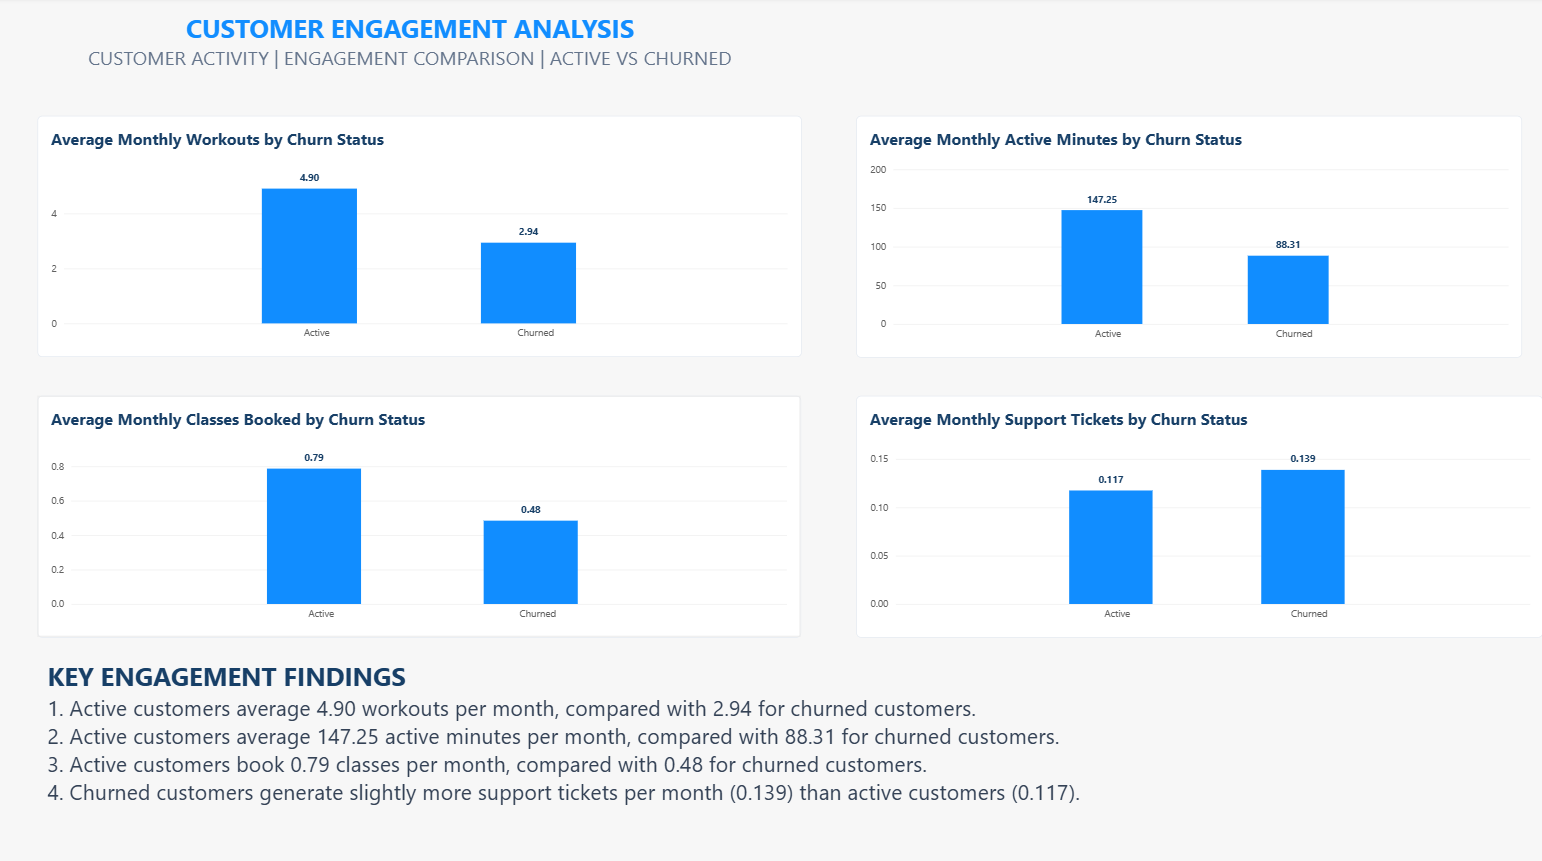 CUSTOMER ENGAGEMENT ANALYSIS
CUSTOMER ACTIVITY | ENGAGEMENT COMPARISON | ACTIVE VS CHURNED
Average Monthly Workouts by Churn Status
4.90
4
2.94
2
0
Active
Churned
Average Monthly Active Minutes by Churn Status
200
147.25
150
100
88.31
50
0
Active
Churned
Average Monthly Classes Booked by Churn Status
0.79
0.8
0.6
0.48
0.4
0.2
0.0
Active
Churned
Average Monthly Support Tickets by Churn Status
0.15
0.139
0.117
0.10
0.05
0.00
Active
Churned
KEY ENGAGEMENT FINDINGS
1. Active customers average 4.90 workouts per month, compared with 2.94 for churned customers.
2. Active customers average 147.25 active minutes per month, compared with 88.31 for churned customers.
3. Active customers book 0.79 classes per month, compared with 0.48 for churned customers.
4. Churned customers generate slightly more support tickets per month (0.139) than active customers (0.117).